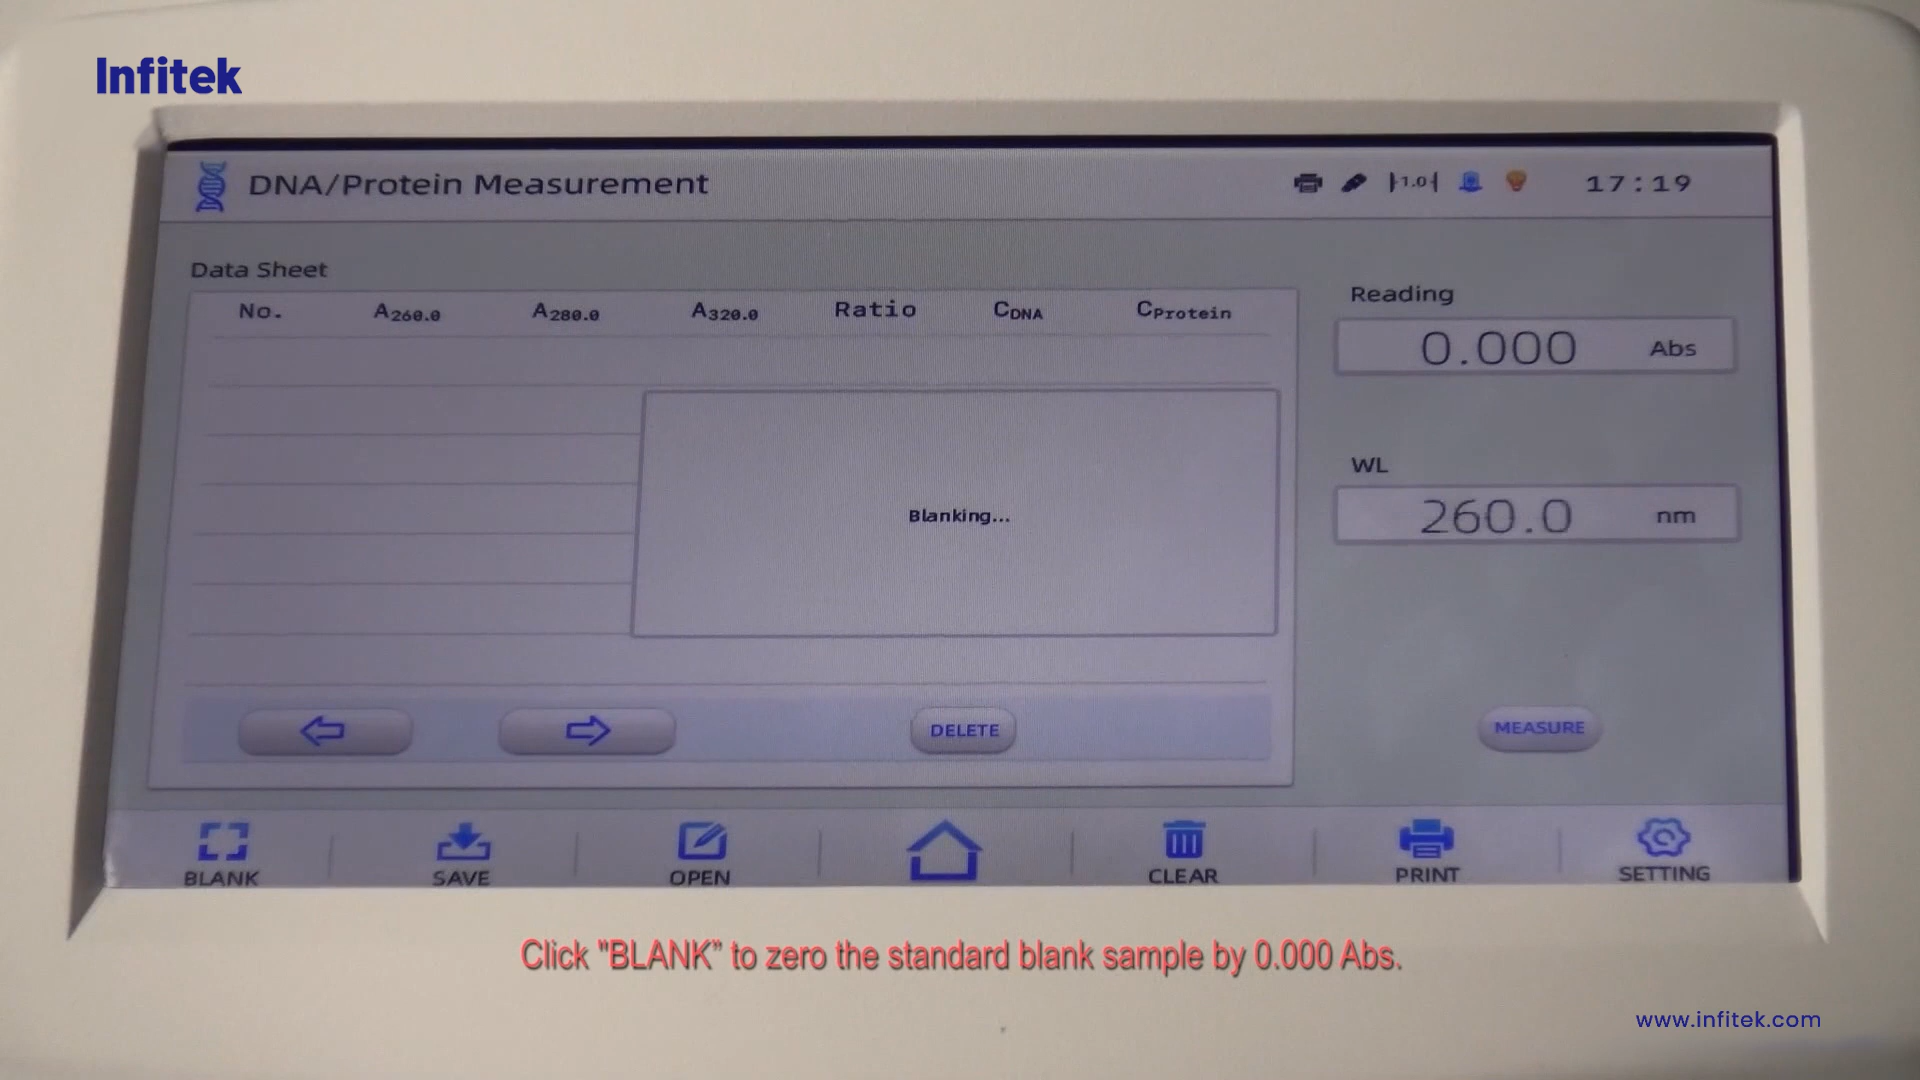 Infitek
DNA/Protein Measurement
1.0
17:19
Data Sheet
No. A260.0 A280.0 A320.0 Ratio CDNA CProtein
Reading
0.000 Abs
Blanking...
WL
260.0 nm
DELETE
MEASURE
BLANK SAVE OPEN CLEAR PRINT SETTING
Click "BLANK" to zero the standard blank sample by 0.000 Abs.
www.infitek.com